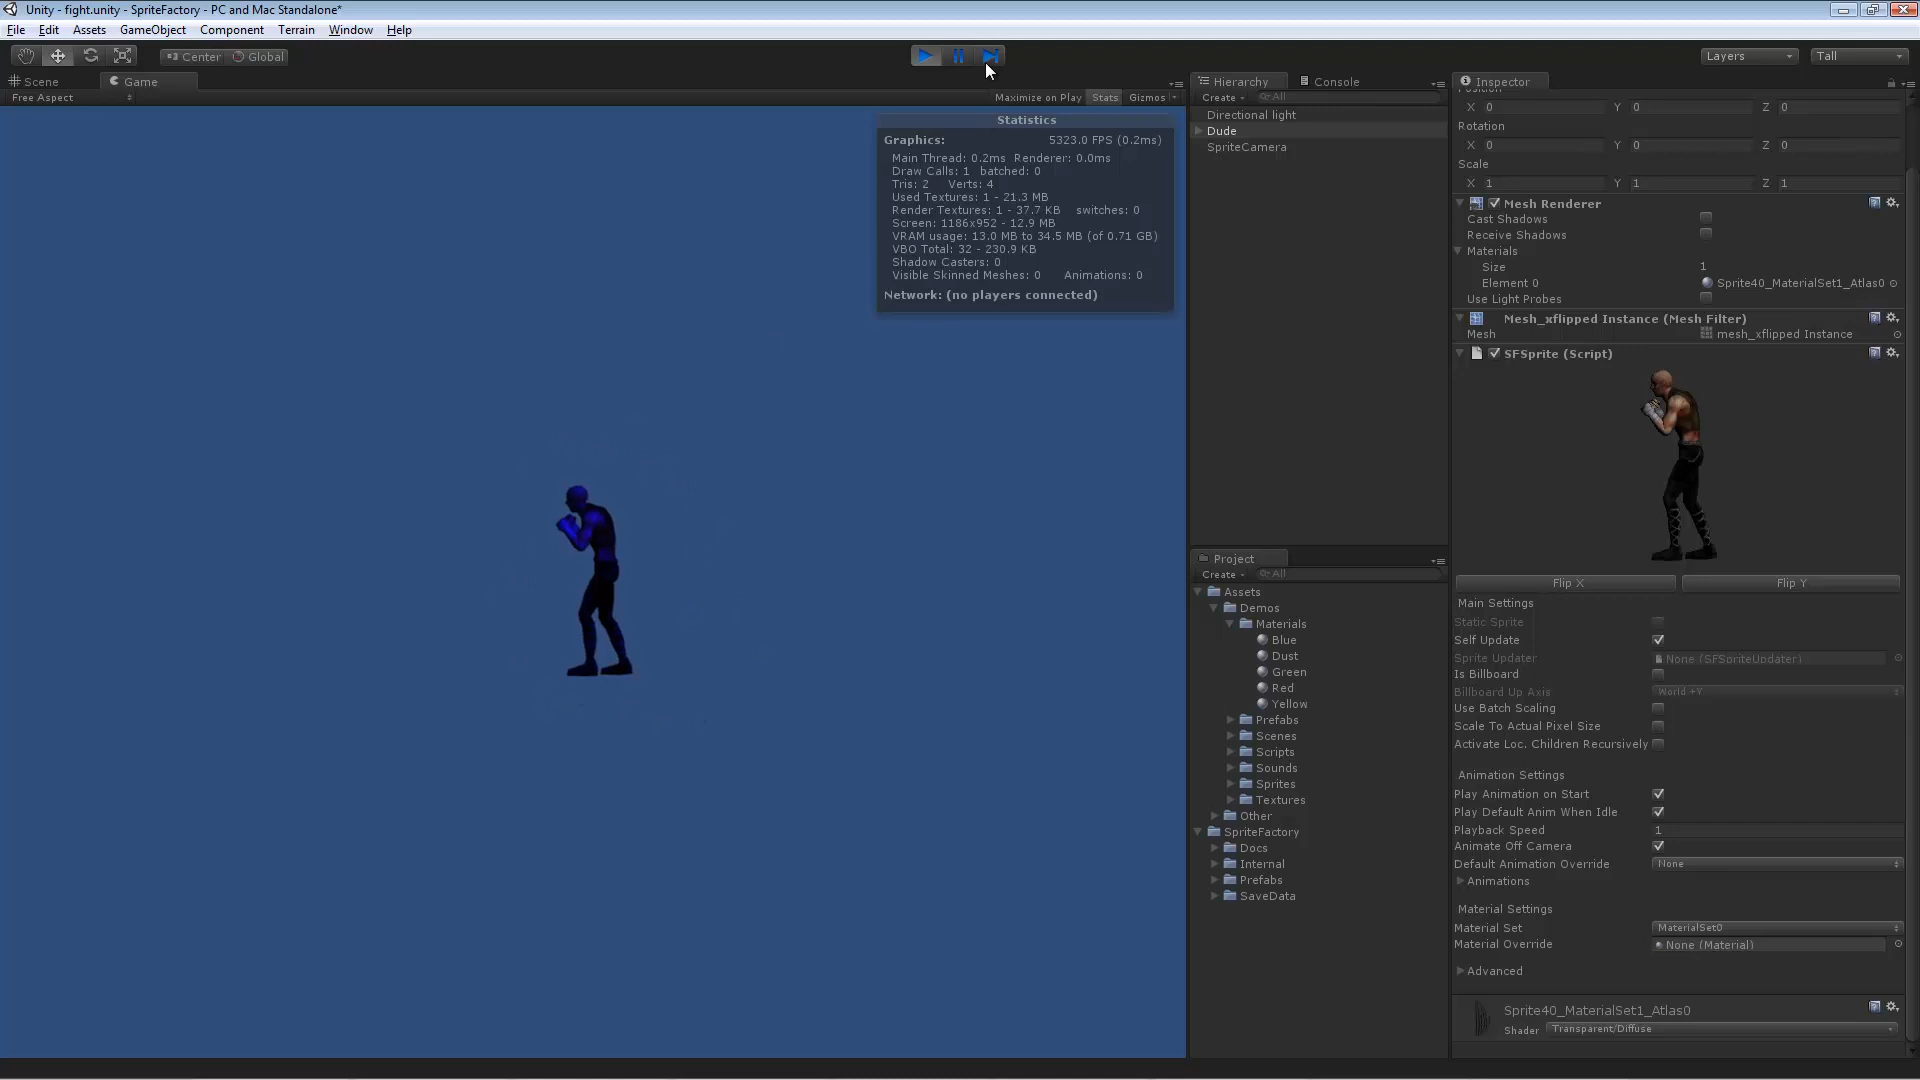 Unity - fight.unity - SpriteFactory - PC and Mac Standalone*
File Edit Assets GameObject Component Terrain Window Help
Center Global Layers Tall
Scene Game
Free Aspect Maximize on Play Stats Gizmos
Statistics
Graphics: 5323.0 FPS (0.2ms)
Main Thread: 0.2ms Renderer: 0.0ms
Draw Calls: 1 batched: 0
Tris: 2 Verts: 4
Used Textures: 1 - 21.3 MB
Render Textures: 1 - 37.7 KB switches: 0
Screen: 1186x952 - 12.9 MB
VRAM usage: 13.0 MB to 34.5 MB (of 0.71 GB)
VBO Total: 32 - 230.9 KB
Shadow Casters: 0
Visible Skinned Meshes: 0 Animations: 0
Network: (no players connected)
Hierarchy Console
Create All
Directional light
Dude
SpriteCamera
Project
Create All
Assets
Demos
Materials
Blue
Dust
Green
Red
Yellow
Prefabs
Scenes
Scripts
Sounds
Sprites
Textures
Other
SpriteFactory
Docs
Internal
Prefabs
SaveData
Inspector
Position
X 0 Y 0 Z 0
Rotation
X 0 Y 0 Z 0
Scale
X 1 Y 1 Z 1
Mesh Renderer
Cast Shadows
Receive Shadows
Materials
Size 1
Element 0 Sprite40_MaterialSet1_Atlas0
Use Light Probes
Mesh_xflipped Instance (Mesh Filter)
Mesh mesh_xflipped Instance
SFSprite (Script)
Flip X Flip Y
Main Settings
Static Sprite
Self Update
Sprite Updater None (SFSpriteUpdater)
Is Billboard
Billboard Up Axis World +Y
Use Batch Scaling
Scale To Actual Pixel Size
Activate Loc. Children Recursively
Animation Settings
Play Animation on Start
Play Default Anim When Idle
Playback Speed 1
Animate Off Camera
Default Animation Override None
Animations
Material Settings
Material Set MaterialSet0
Material Override None (Material)
Advanced
Sprite40_MaterialSet1_Atlas0
Shader Transparent/Diffuse